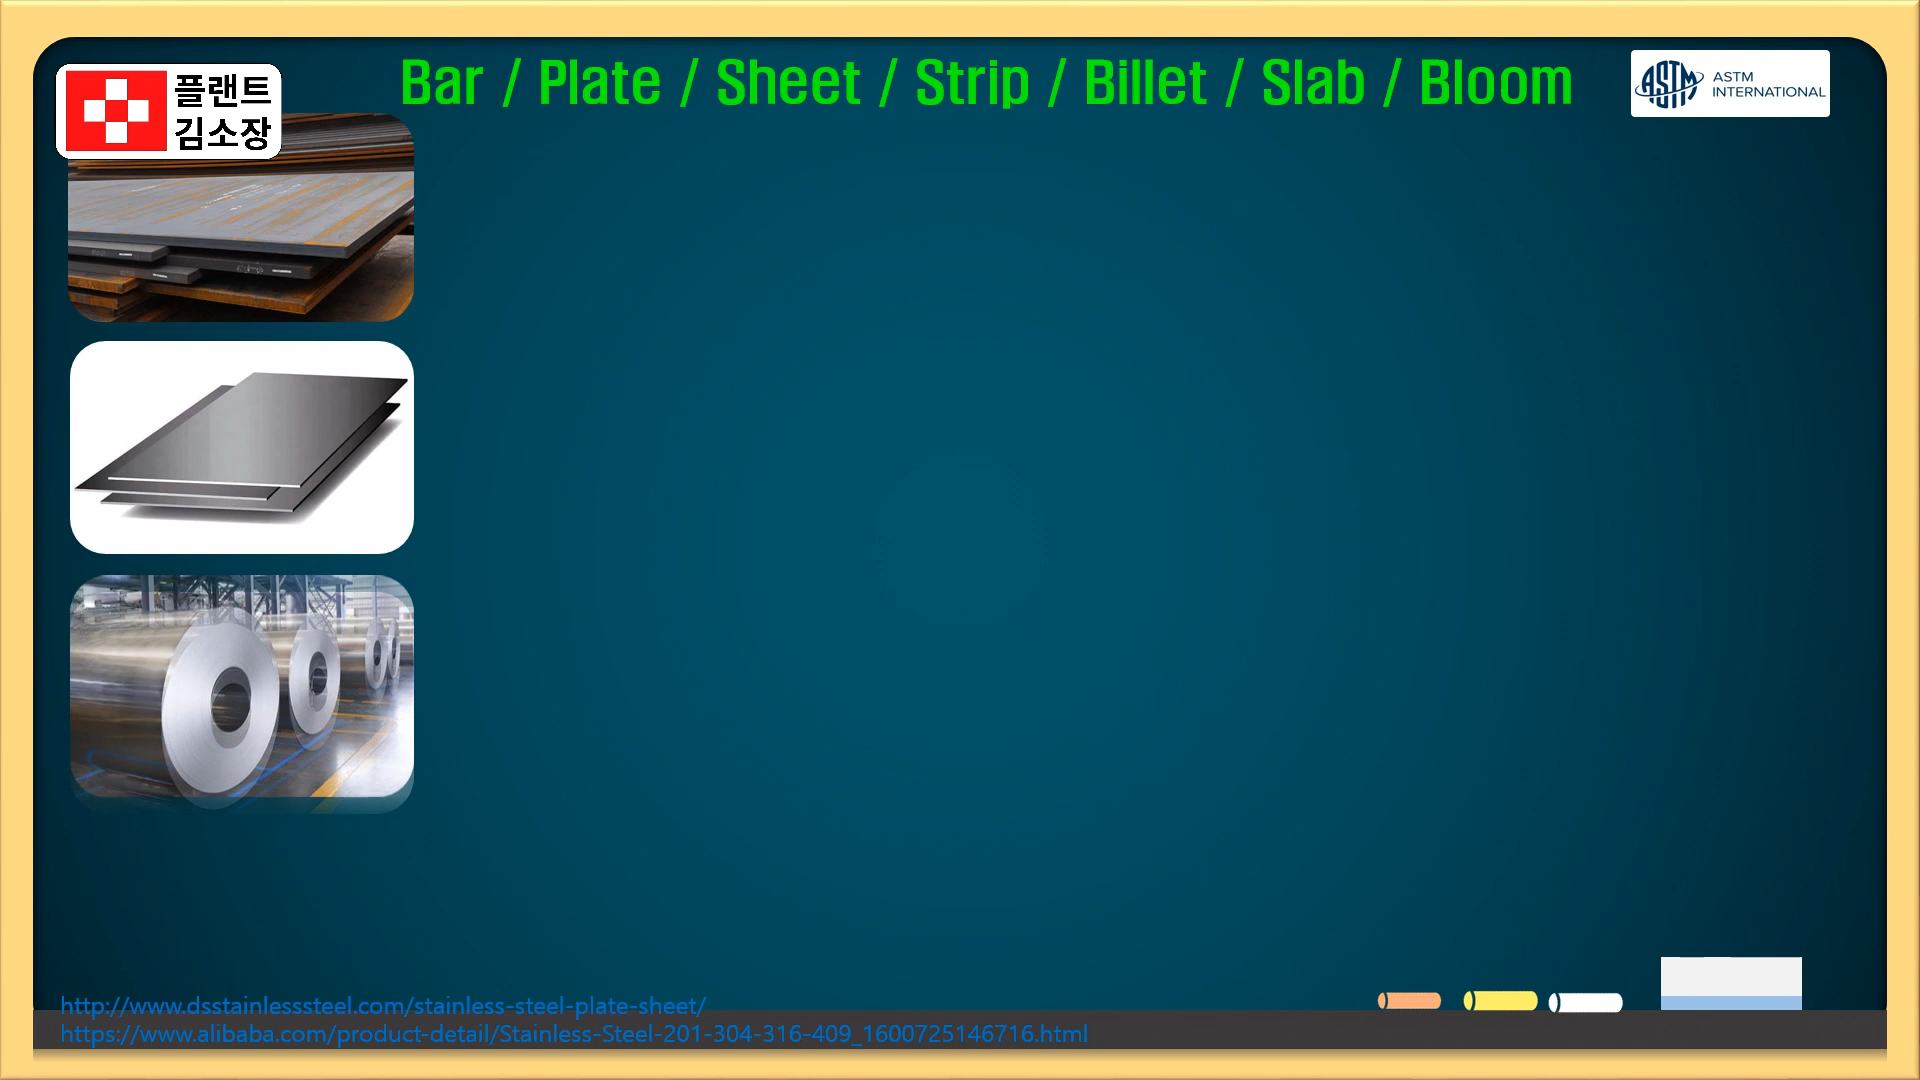 Bar / Plate / Sheet / Strip / Billet / Slab / Bloom
플랜트
김소장
ASTM
ASTM
INTERNATIONAL
http://www.dsstainlesssteel.com/stainless-steel-plate-sheet/
https://www.alibaba.com/product-detail/Stainless-Steel-201-304-316-409_1600725146716.html